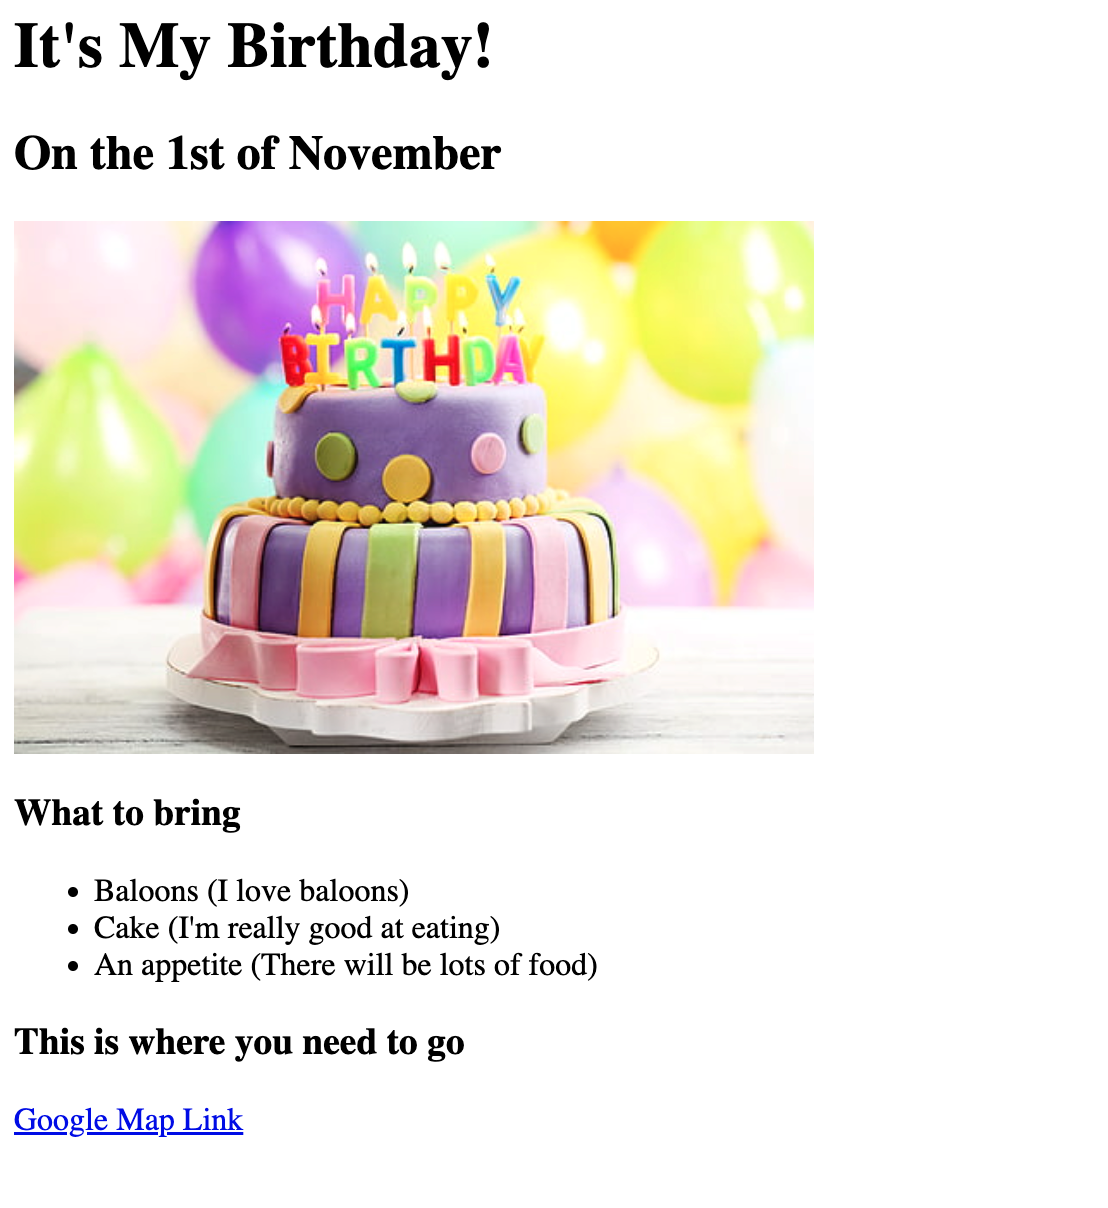 It's My Birthday!
On the 1st of November
HAPPY
BIRTHDAY
What to bring
Baloons (I love baloons)
Cake (I'm really good at eating)
An appetite (There will be lots of food)
This is where you need to go
Google Map Link